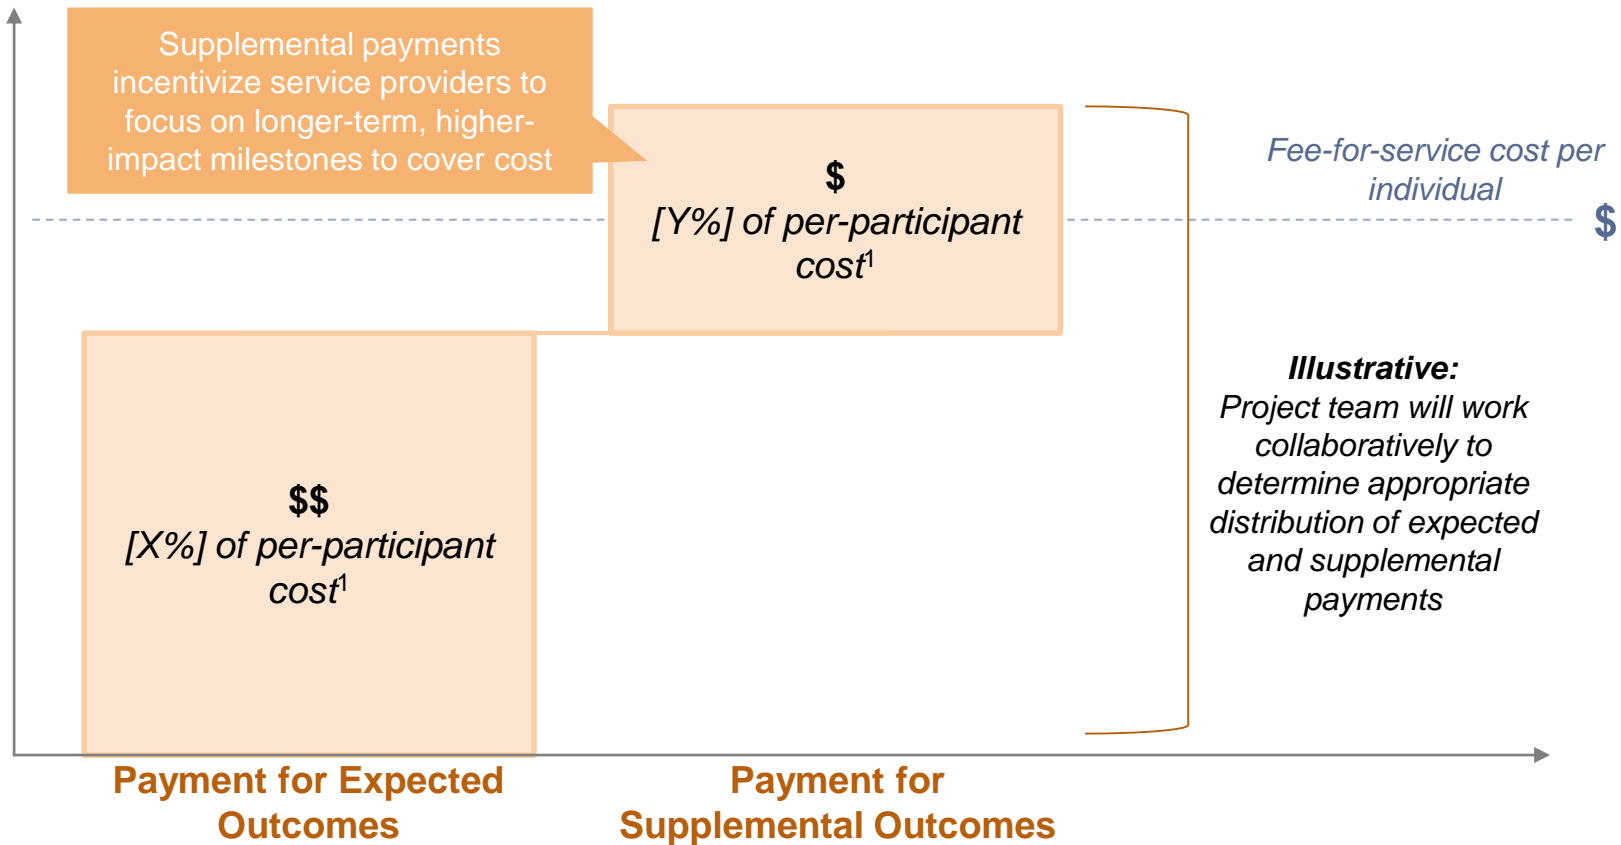 Supplemental payments
incentivize service providers to
focus on longer-term, higher-
impact milestones to cover cost
$
[Y%] of per-participant
cost¹
Fee-for-service cost per
individual
$
$$
[X%] of per-participant
cost¹
Illustrative:
Project team will work
collaboratively to
determine appropriate
distribution of expected
and supplemental
payments
Payment for Expected
Outcomes
Payment for
Supplemental Outcomes